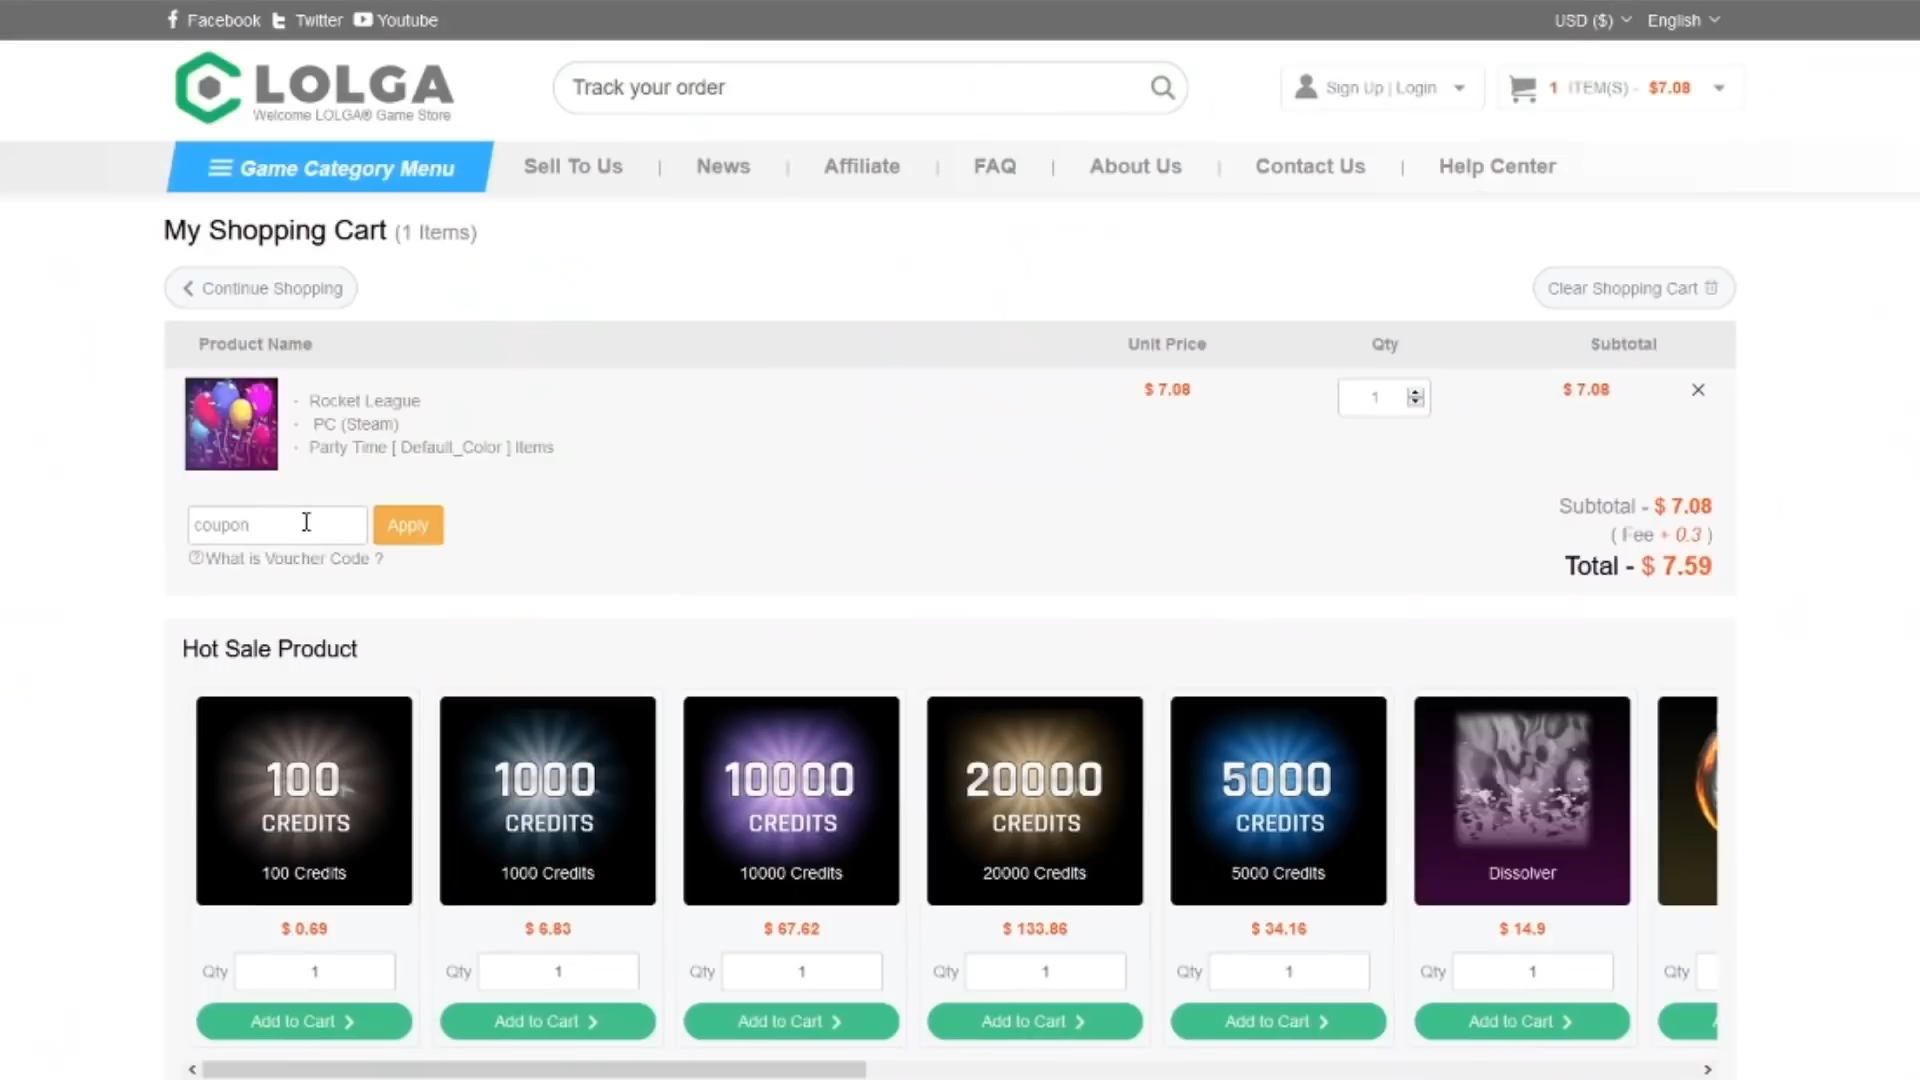 Facebook Twitter Youtube
USD ($) English
LOLGA
Welcome LOLGA® Game Store
Track your order
Sign Up | Login
1 ITEM(S) - $7.08
Game Category Menu
Sell To Us | News | Affiliate | FAQ | About Us | Contact Us | Help Center
My Shopping Cart (1 Items)
Continue Shopping
Clear Shopping Cart
Product Name Unit Price Qty Subtotal
- Rocket League
- PC (Steam)
- Party Time [ Default_Color ] Items
$ 7.08 1 $ 7.08
coupon Apply
What is Voucher Code ?
Subtotal - $ 7.08
( Fee + 0.3 )
Total - $ 7.59
Hot Sale Product
100 1000 10000 20000 5000
CREDITS CREDITS CREDITS CREDITS CREDITS
100 Credits 1000 Credits 10000 Credits 20000 Credits 5000 Credits Dissolver
$ 0.69 $ 6.83 $ 67.62 $ 133.86 $ 34.16 $ 14.9
Qty 1 Qty 1 Qty 1 Qty 1 Qty 1 Qty 1 Qty
Add to Cart Add to Cart Add to Cart Add to Cart Add to Cart Add to Cart